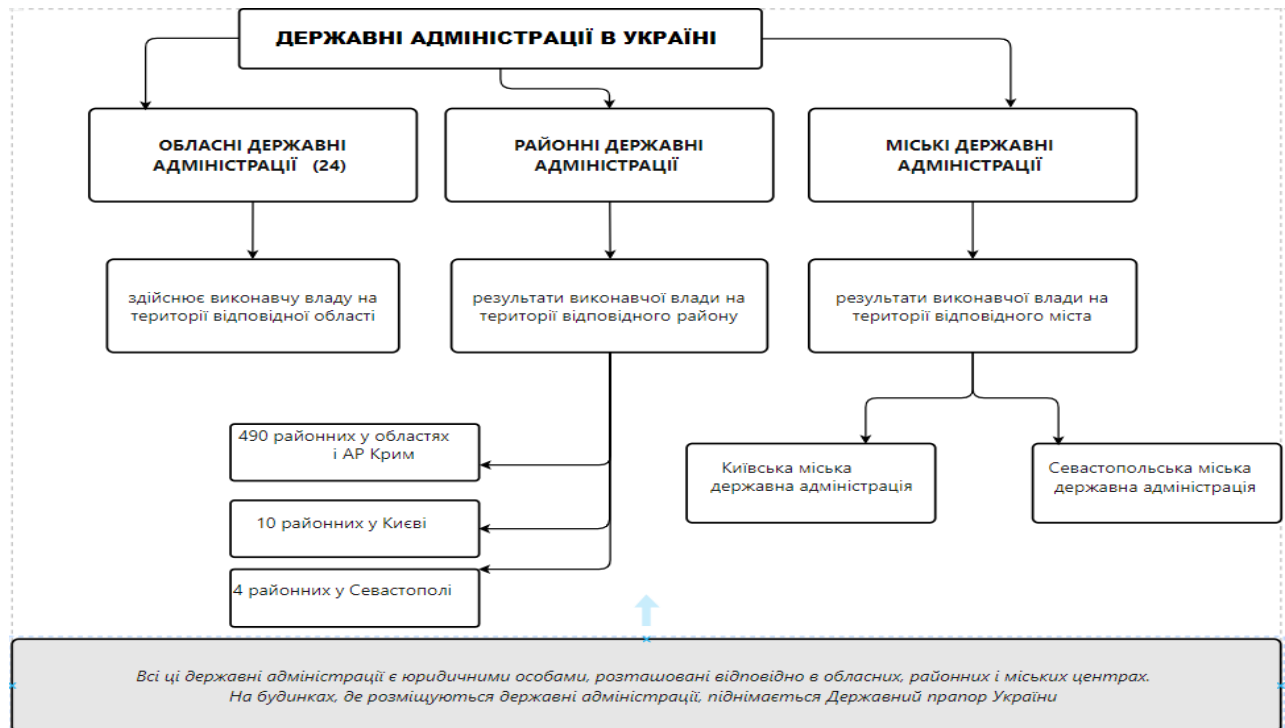 ДЕРЖАВНІ АДМІНІСТРАЦІЇ В УКРАЇНІ
ОБЛАСНІ ДЕРЖАВНІ
АДМІНІСТРАЦІЇ (24)
РАЙОННІ ДЕРЖАВНІ
АДМІНІСТРАЦІЇ
МІСЬКІ ДЕРЖАВНІ
АДМІНІСТРАЦІЇ
здійснює виконавчу владу на
території відповідної області
результати виконавчої влади на
території відповідного району
результати виконавчої влади на
території відповідного міста
490 районних у областях
і АР Крим
10 районних у Києві
4 районних у Севастополі
Київська міська
державна адміністрація
Севастопольська міська
державна адміністрація
Всі ці державні адміністрації є юридичними особами, розташовані відповідно в обласних, районних і міських центрах.
На будинках, де розміщуються державні адміністрації, піднімається Державний прапор України